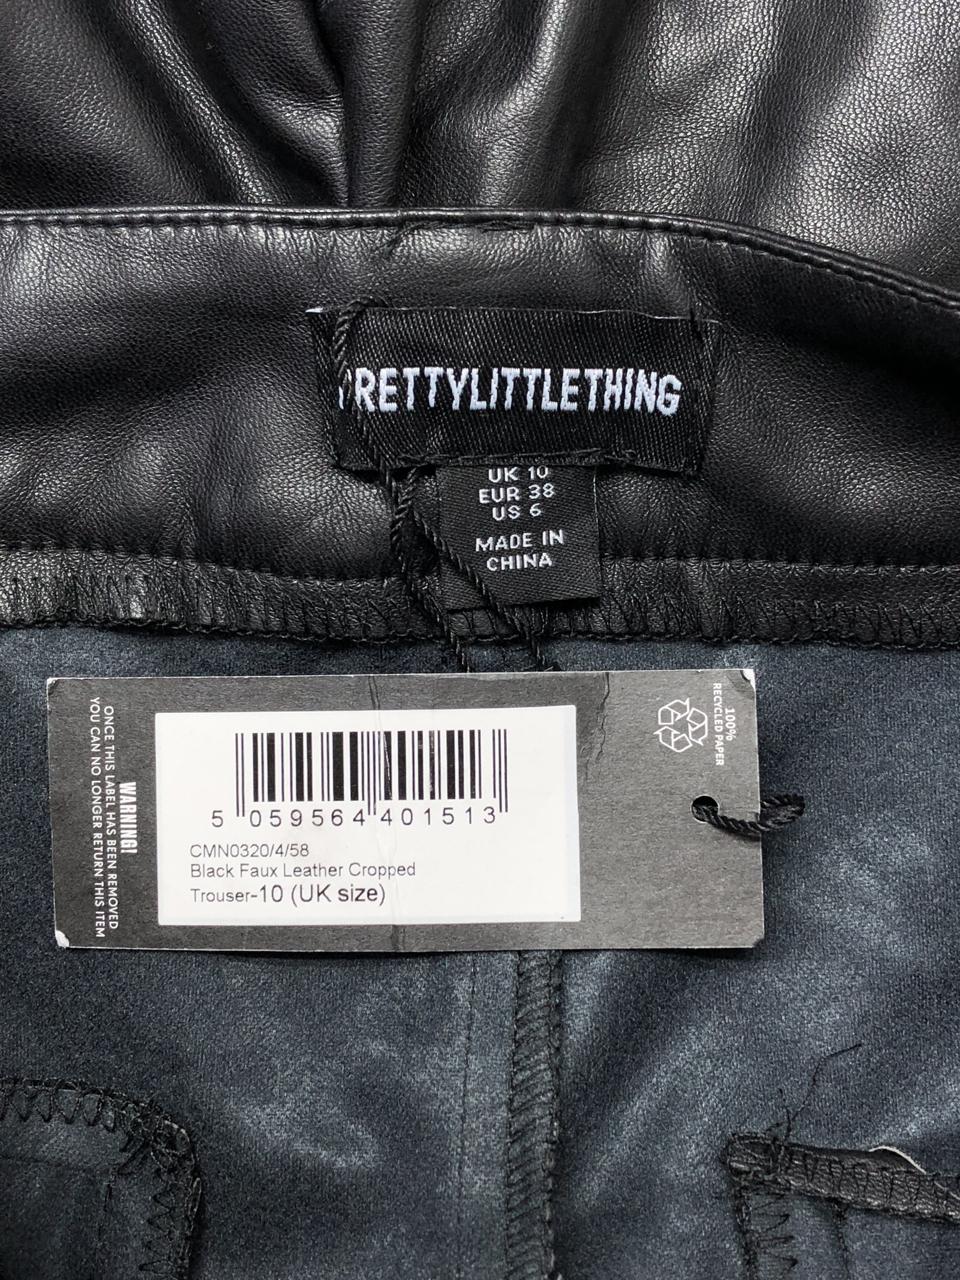 PRETTYLITTLETHING
UK 10
EUR 38
US 6
MADE IN
CHINA
100%
RECYCLED PAPER
WARNING!
ONCE THIS LABEL HAS BEEN REMOVED
YOU CAN NO LONGER RETURN THIS ITEM
5 059564 401513
CMN0320/4/58
Black Faux Leather Cropped
Trouser-10 (UK size)